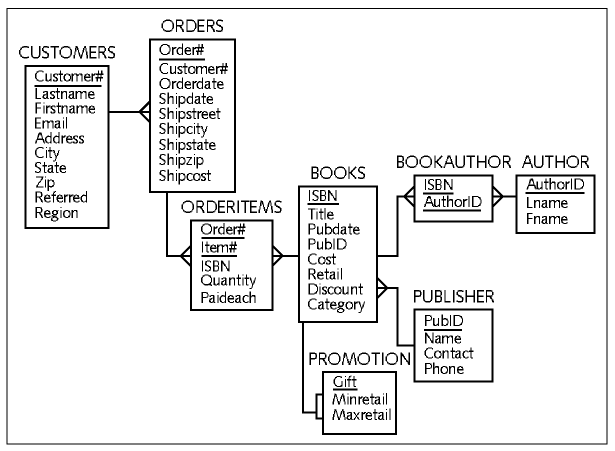 CUSTOMERS
Customer#
Lastname
Firstname
Email
Address
City
State
Zip
Referred
Region
ORDERS
Order#
Customer#
Orderdate
Shipdate
Shipstreet
Shipcity
Shipstate
Shipzip
Shipcost
ORDERITEMS
Order#
Item#
ISBN
Quantity
Paideach
BOOKS
ISBN
Title
Pubdate
PubID
Cost
Retail
Discount
Category
PROMOTION
Gift
Minretail
Maxretail
BOOKAUTHOR
ISBN
AuthorID
AUTHOR
AuthorID
Lname
Fname
PUBLISHER
PubID
Name
Contact
Phone